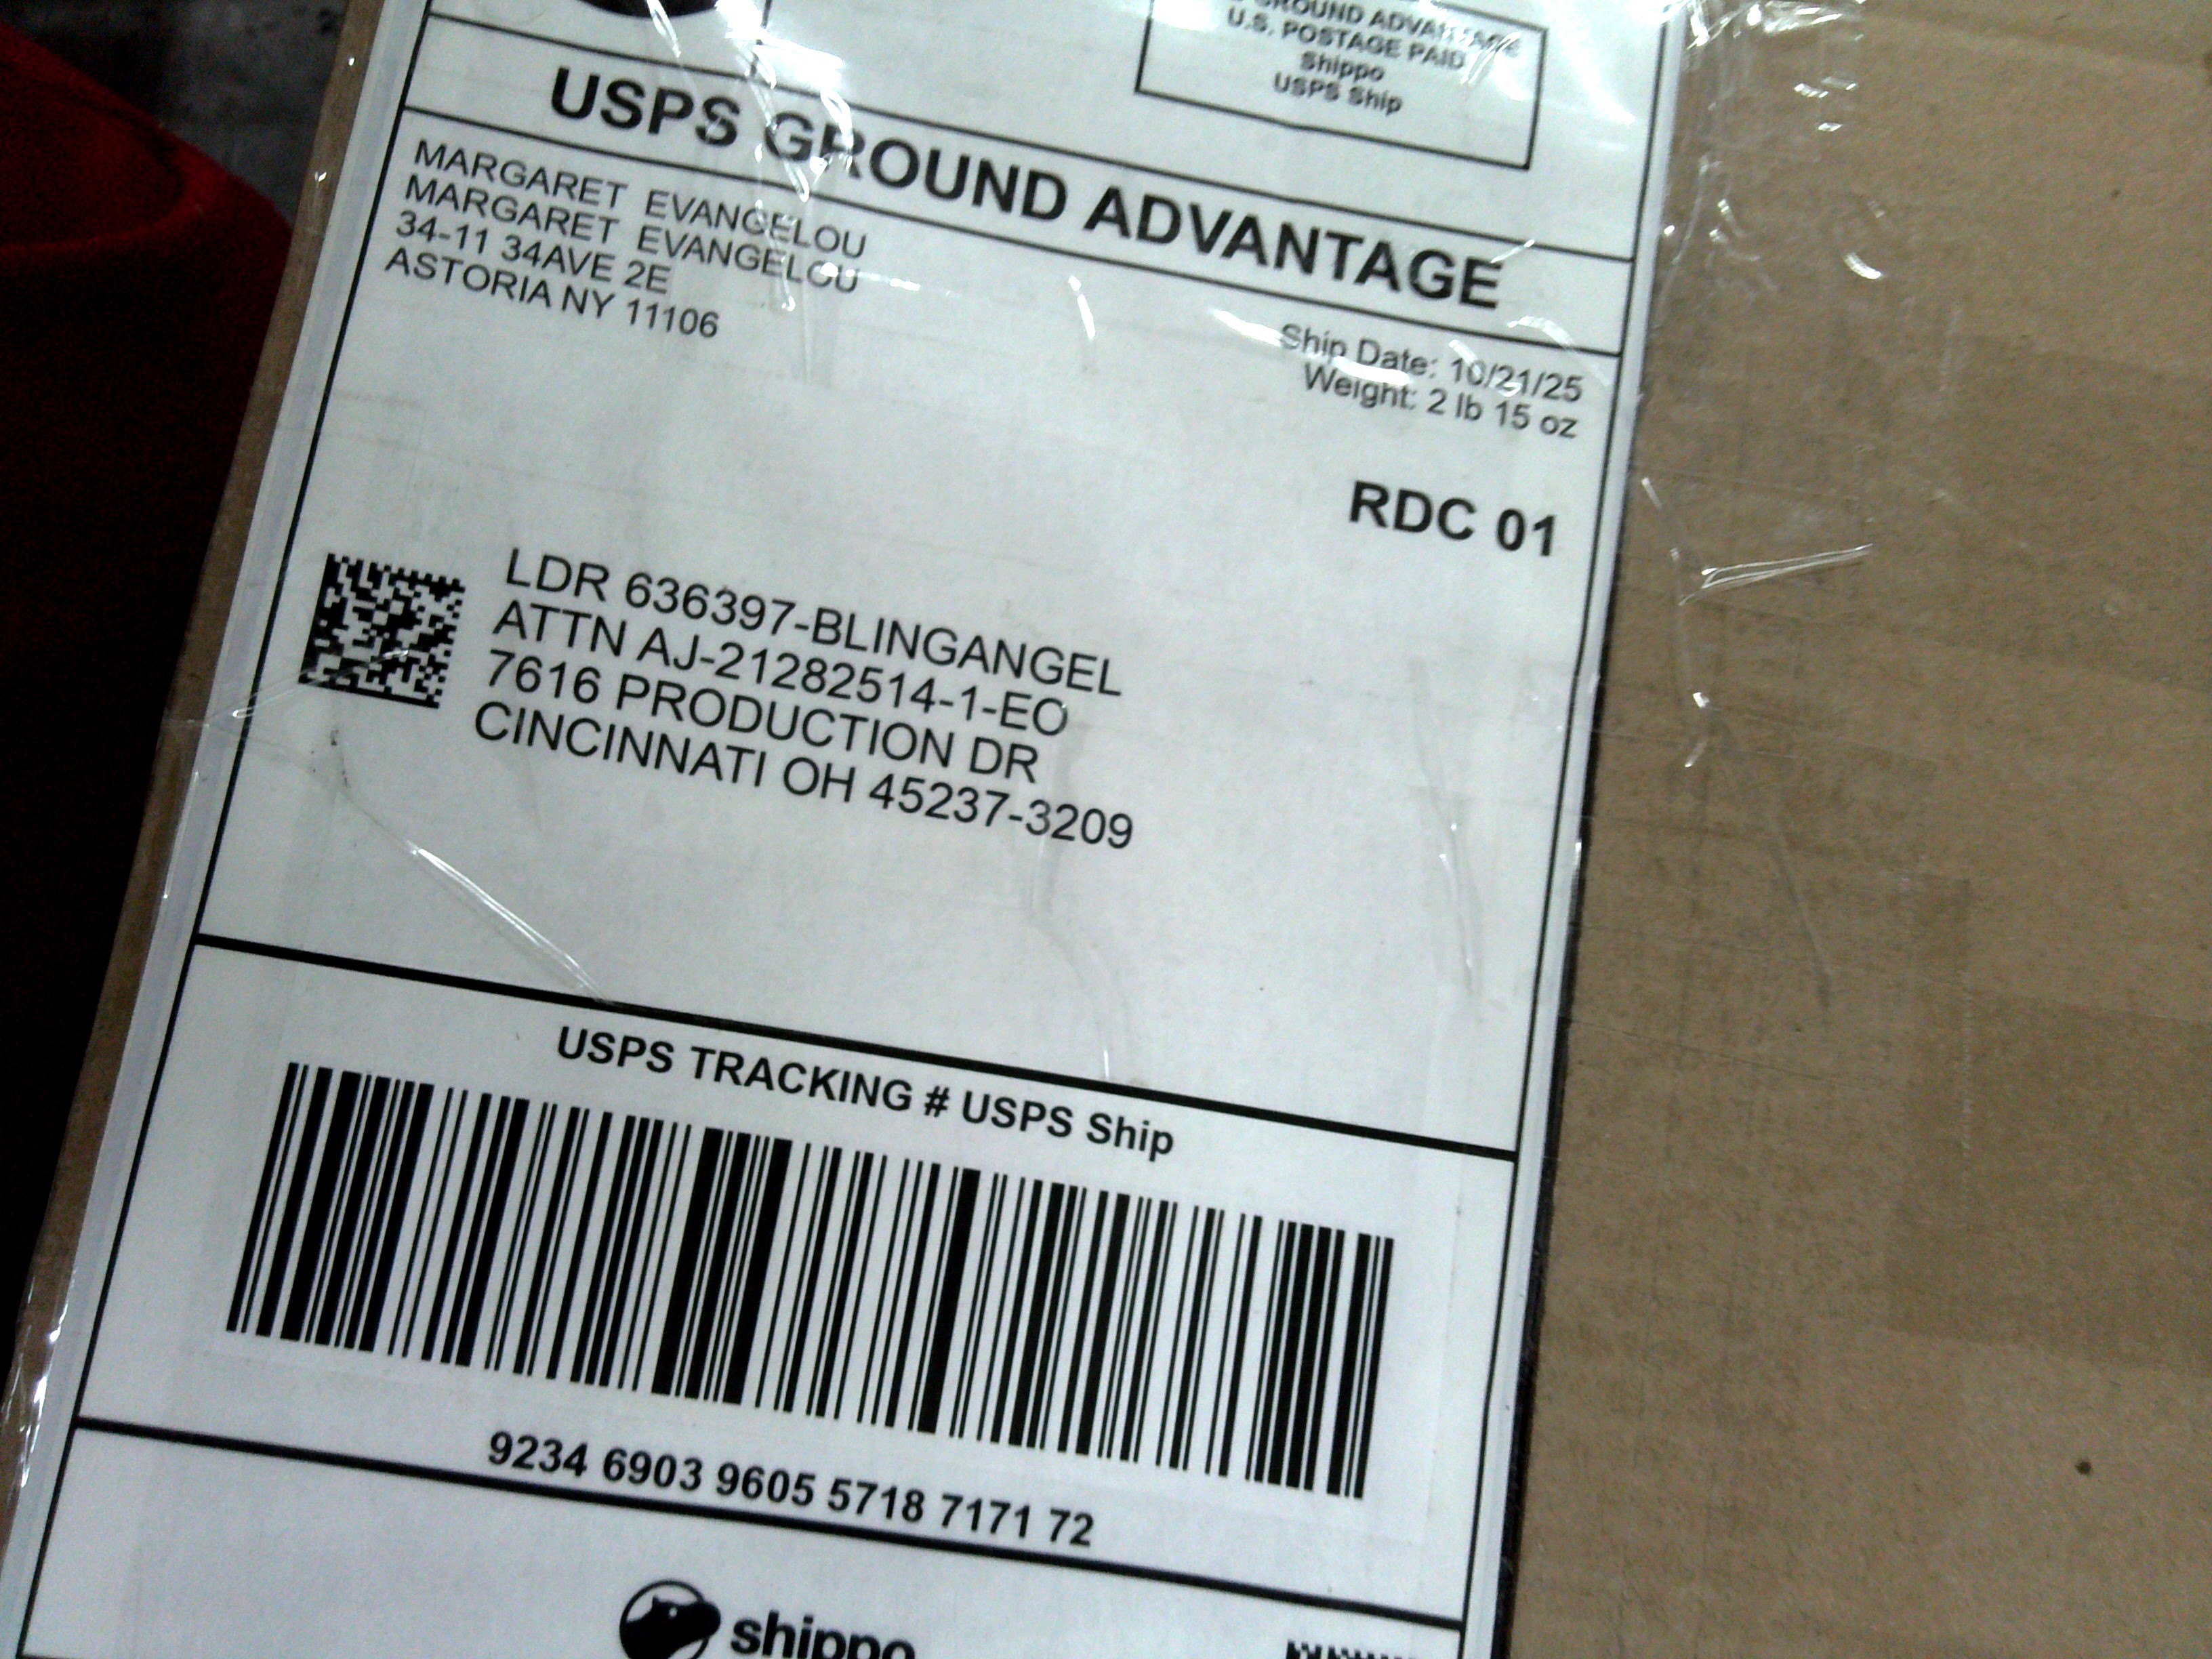 GROUND ADVANTAGE
U.S. POSTAGE PAID
Shippo
USPS Ship
USPS GROUND ADVANTAGE
MARGARET EVANGELOU
MARGARET EVANGELOU
34-11 34AVE 2E
ASTORIA NY 11106
Ship Date: 10/21/25
Weight: 2 lb 15 oz
RDC 01
LDR 636397-BLINGANGEL
ATTN AJ-21282514-1-EO
7616 PRODUCTION DR
CINCINNATI OH 45237-3209
USPS TRACKING # USPS Ship
9234 6903 9605 5718 7171 72
shippo